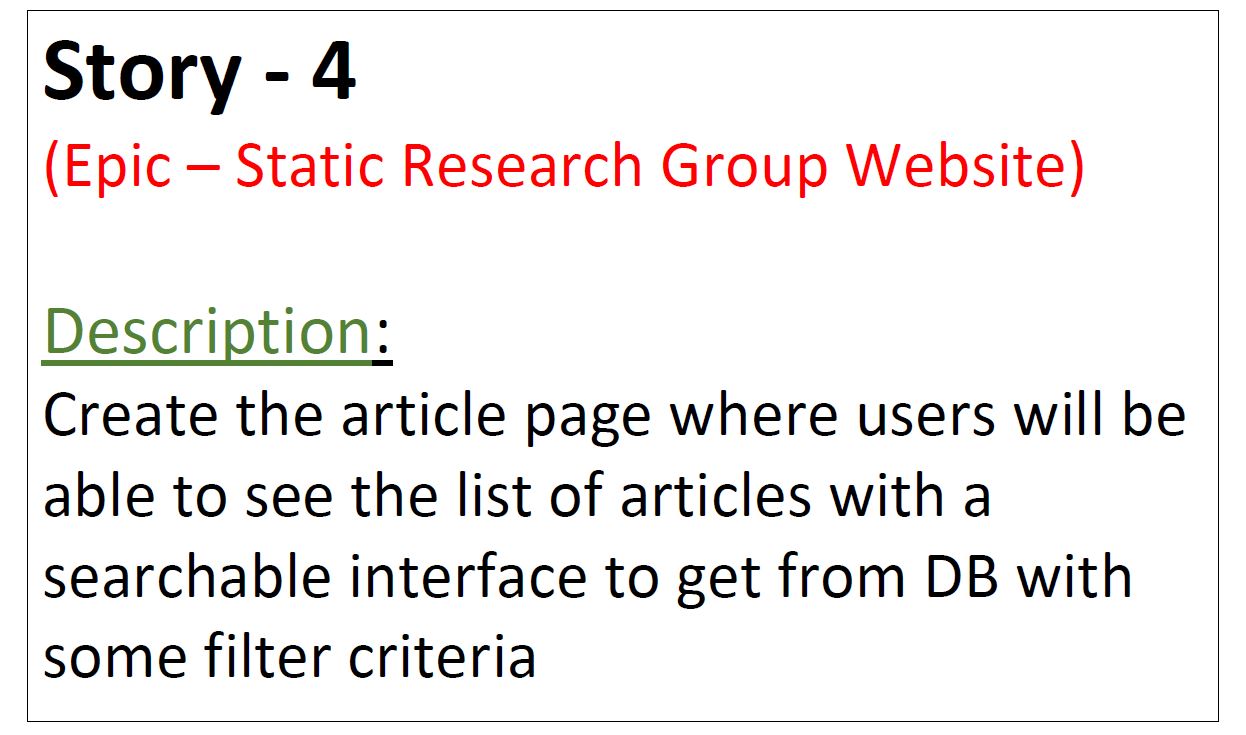 Story - 4
(Epic – Static Research Group Website)
Description:
Create the article page where users will be
able to see the list of articles with a
searchable interface to get from DB with
some filter criteria